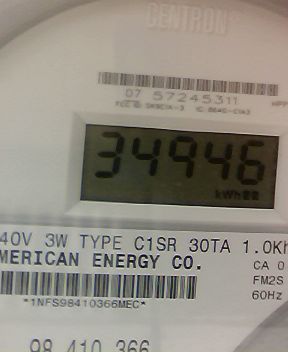 CENTRON®
07 57245311
34946
kWh
40V 3W TYPE C1SR 30TA 1.0Kh
MERICAN ENERGY CO.
CA 0
FM2S
60Hz
*1NFS98410366MEC*
98 410 366